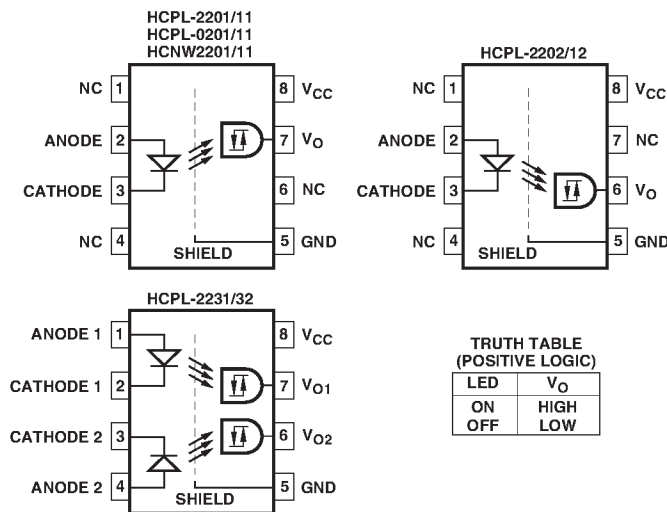 HCPL-2201/11
HCPL-0201/11
HCNW2201/11
NC 1
8 VCC
ANODE 2
7 VO
CATHODE 3
6 NC
NC 4
5 GND
SHIELD
HCPL-2202/12
NC 1
8 VCC
ANODE 2
7 NC
CATHODE 3
6 VO
NC 4
5 GND
SHIELD
HCPL-2231/32
ANODE 1 1
8 VCC
CATHODE 1 2
7 VO1
CATHODE 2 3
6 VO2
ANODE 2 4
5 GND
SHIELD
TRUTH TABLE
(POSITIVE LOGIC)
LED VO
ON HIGH
OFF LOW